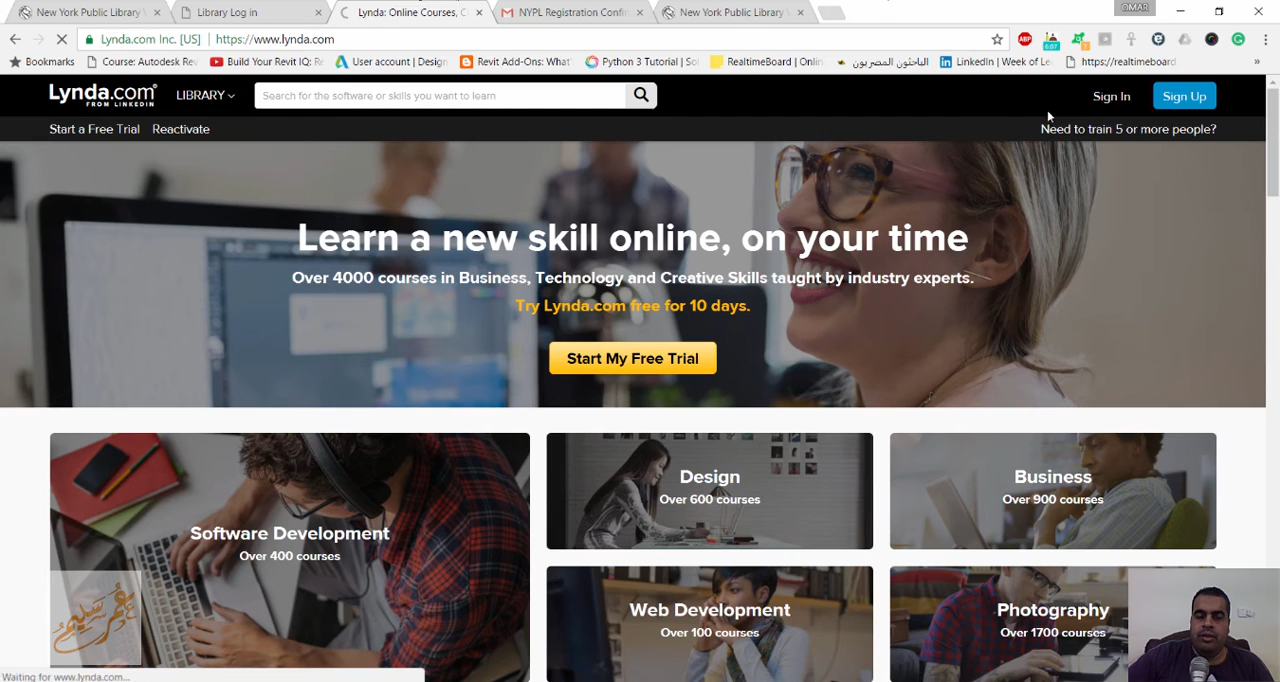 New York Public Library
Library Log in
Lynda: Online Courses, C
NYPL Registration Confir
New York Public Library
OMAR
Lynda.com Inc. [US]
https://www.lynda.com
Bookmarks
Course: Autodesk Rev
Build Your Revit IQ: Re
User account | Design
Revit Add-Ons: What'
Python 3 Tutorial | Sol
RealtimeBoard | Onlin
الباحثون المصريون
LinkedIn | Week of Le
https://realtimeboard
»
Lynda.com
FROM LINKEDIN
LIBRARY
Search for the software or skills you want to learn
Sign In
Sign Up
Start a Free Trial
Reactivate
Need to train 5 or more people?
Learn a new skill online, on your time
Over 4000 courses in Business, Technology and Creative Skills taught by industry experts.
Try Lynda.com free for 10 days.
Start My Free Trial
Software Development
Over 400 courses
Design
Over 600 courses
Business
Over 900 courses
Web Development
Over 100 courses
Photography
Over 1700 courses
عمر سليم
Waiting for www.lynda.com...